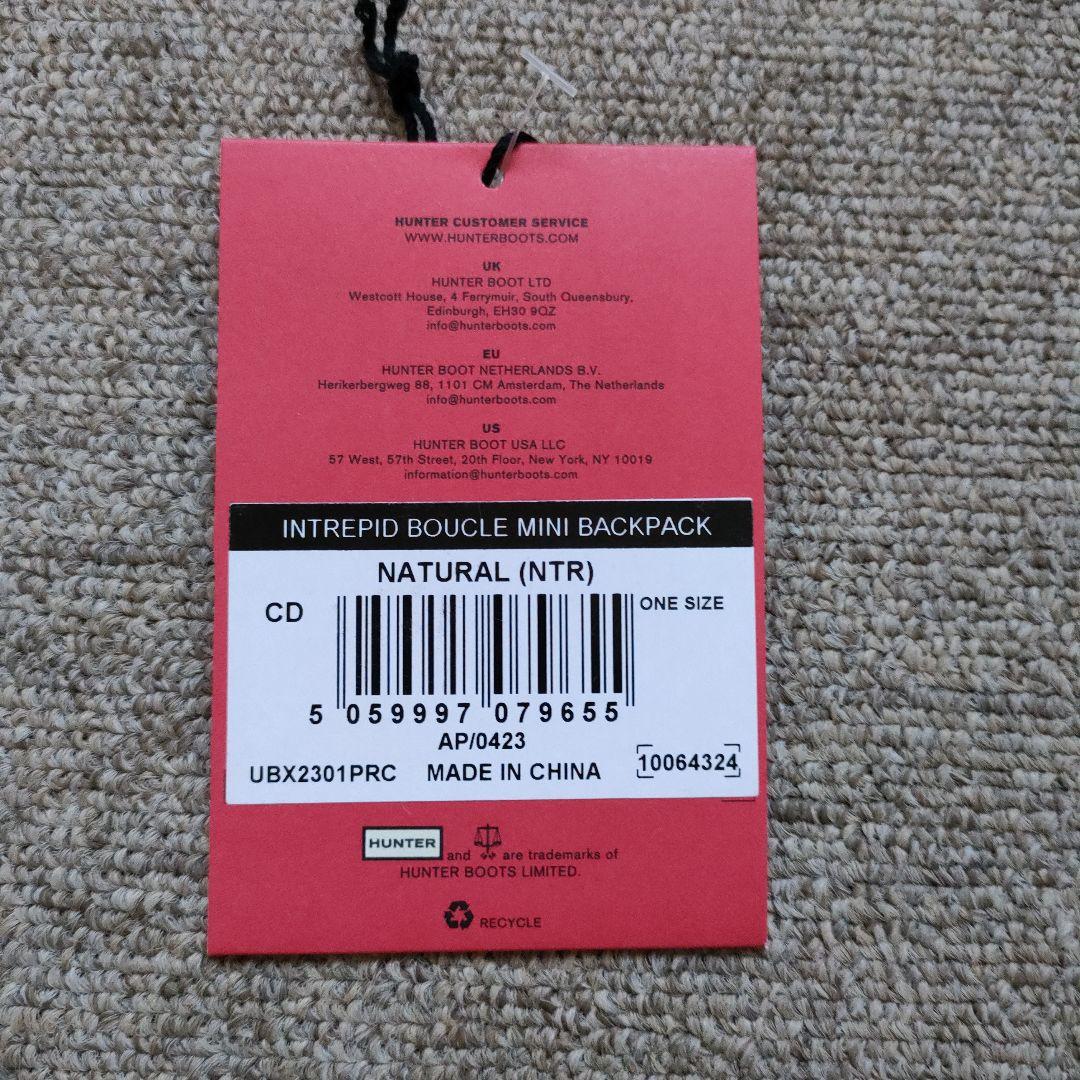 HUNTER CUSTOMER SERVICE
WWW.HUNTERBOOTS.COM
UK
HUNTER BOOT LTD
Westcott House, 4 Ferrymuir, South Queensbury,
Edinburgh, EH30 9QZ
info@hunterboots.com
EU
HUNTER BOOT NETHERLANDS B.V.
Herikerbergweg 88, 1101 CM Amsterdam, The Netherlands
info@hunterboots.com
US
HUNTER BOOT USA LLC
57 West, 57th Street, 20th Floor, New York, NY 10019
information@hunterboots.com
INTREPID BOUCLE MINI BACKPACK
NATURAL (NTR)
CD ONE SIZE
5 059997 079655
AP/0423
UBX2301PRC MADE IN CHINA 10064324
HUNTER and are trademarks of
HUNTER BOOTS LIMITED.
RECYCLE